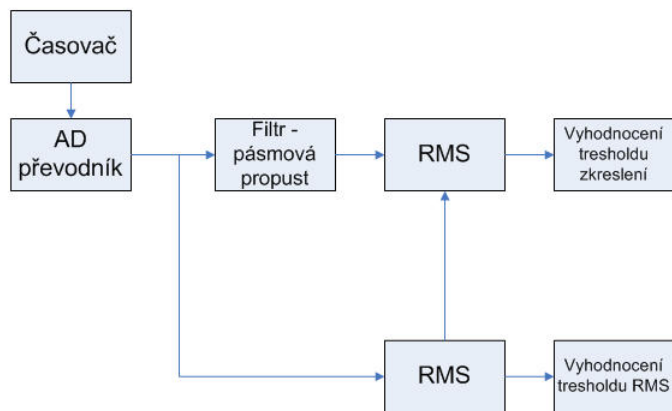 Časovač
AD
převodník
Filtr -
pásmová
propust
RMS
Vyhodnocení
tresholdu
zkreslení
RMS
Vyhodnocení
tresholdu RMS